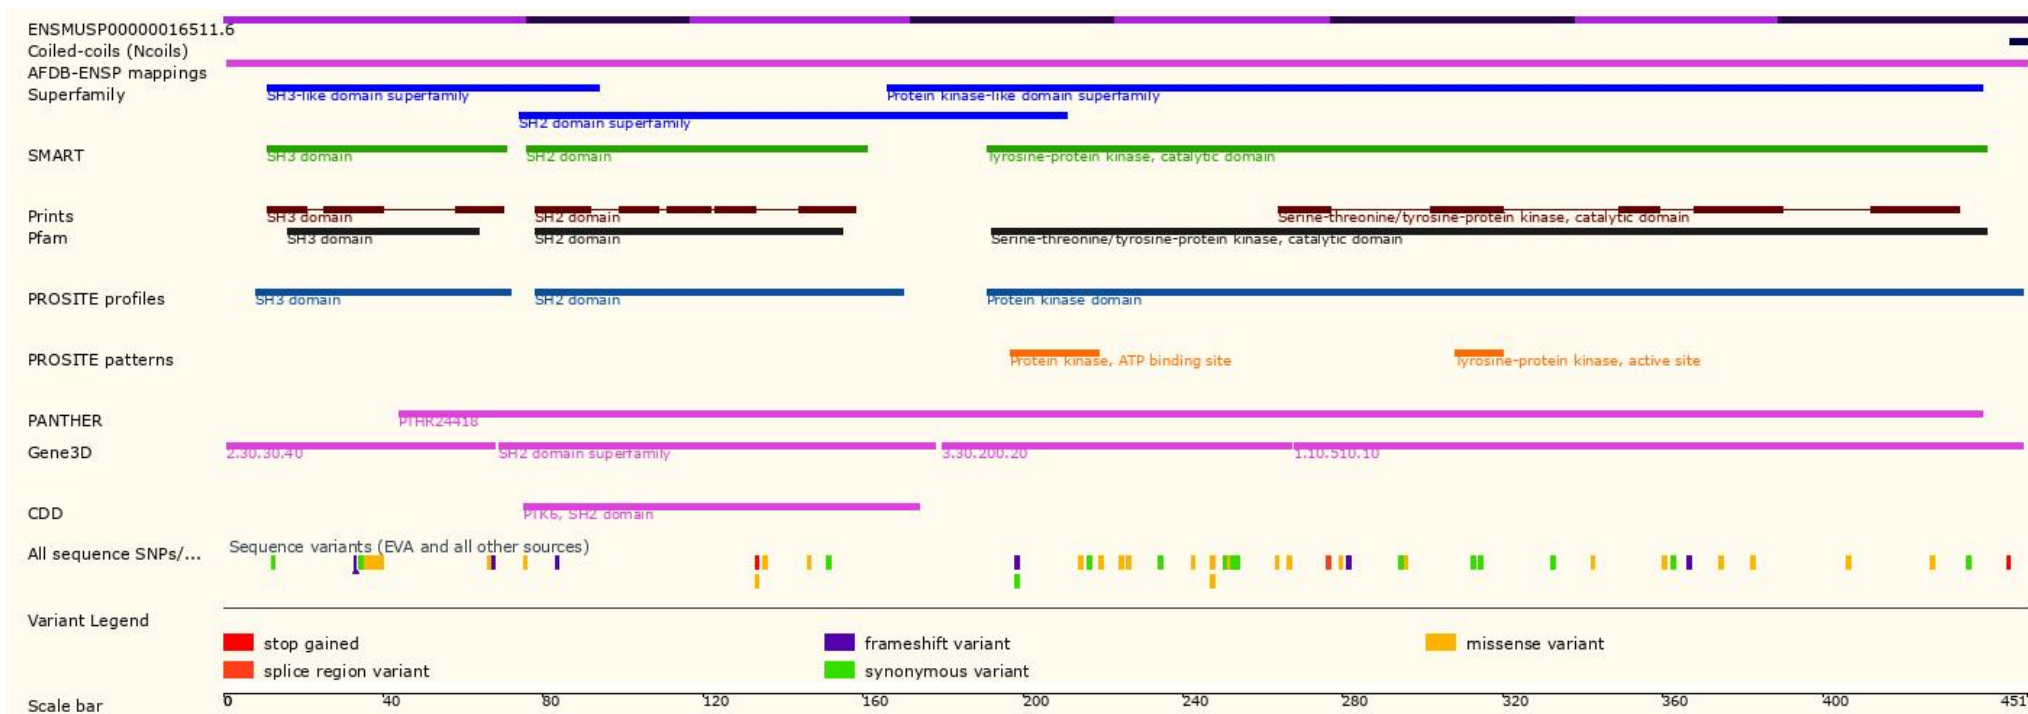 ENSMUSP00000016511.6
Coiled-coils (Ncoils)
AFDB-ENSP mappings
Superfamily
SH3-like domain superfamily
Protein kinase-like domain superfamily
SH2 domain superfamily
SMART
SH3 domain
SH2 domain
Tyrosine-protein kinase, catalytic domain
Prints
SH3 domain
SH2 domain
Serine-threonine/tyrosine-protein kinase, catalytic domain
Pfam
SH3 domain
SH2 domain
Serine-threonine/tyrosine-protein kinase, catalytic domain
PROSITE profiles
SH3 domain
SH2 domain
Protein kinase domain
PROSITE patterns
Protein kinase, ATP binding site
Tyrosine-protein kinase, active site
PANTHER
PTHR24418
Gene3D
2.30.30.40
SH2 domain superfamily
3.30.200.20
1.10.510.10
CDD
PTK6, SH2 domain
All sequence SNPs/...
Sequence variants (EVA and all other sources)
Variant Legend
stop gained
frameshift variant
missense variant
splice region variant
synonymous variant
Scale bar
0 40 80 120 160 200 240 280 320 360 400 451